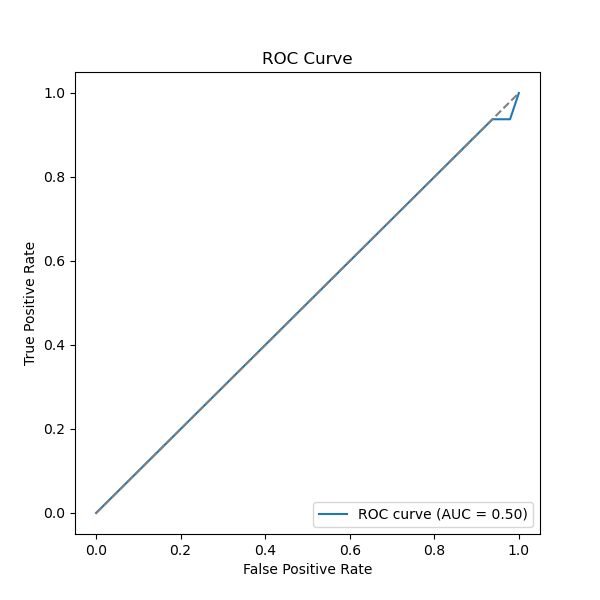 ROC Curve
1.0
0.8
0.6
0.4
0.2
0.0
True Positive Rate
0.0 0.2 0.4 0.6 0.8 1.0
False Positive Rate
ROC curve (AUC = 0.50)